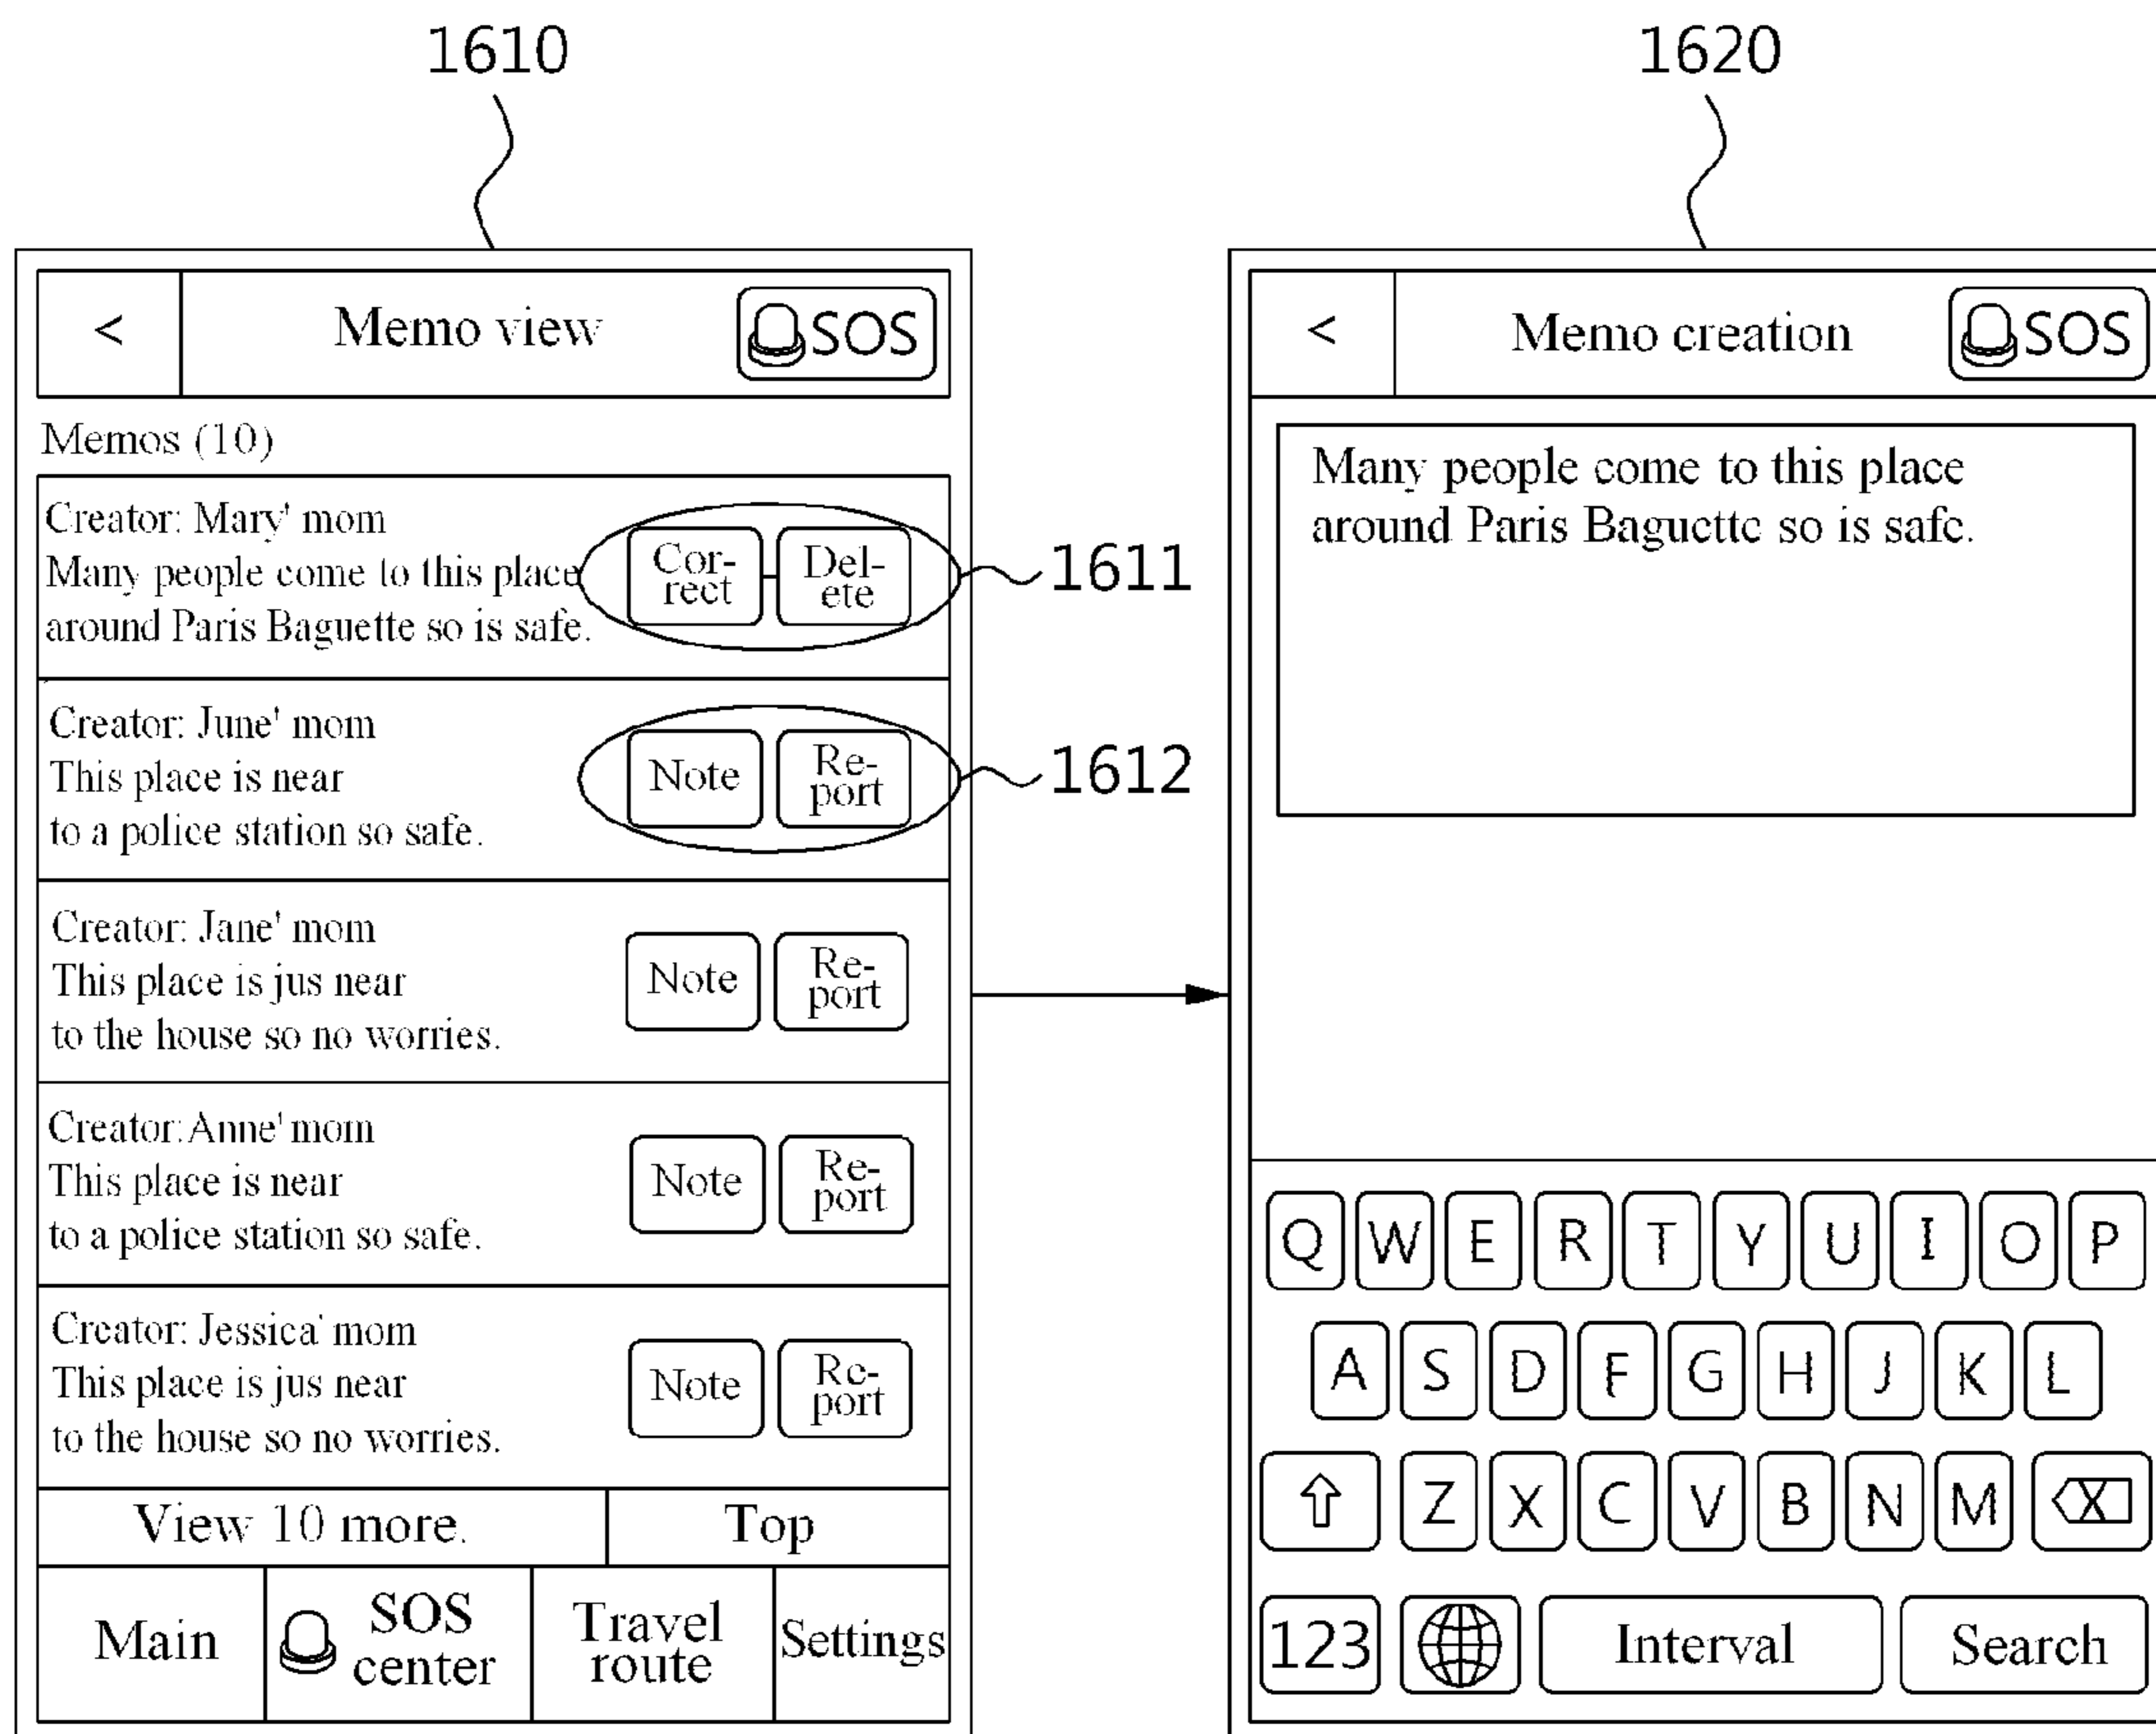 1610
1620
< Memo view SOS
Memos (10)
Creator: Mary' mom
Many people come to this place
around Paris Baguette so is safe.
Cor-
rect
Del-
ete
1611
Creator: June' mom
This place is near
to a police station so safe.
Note
Re-
port
1612
Creator: Jane' mom
This place is jus near
to the house so no worries.
Note
Re-
port
Creator: Anne' mom
This place is near
to a police station so safe.
Note
Re-
port
Creator: Jessica' mom
This place is jus near
to the house so no worries.
Note
Re-
port
View 10 more. Top
Main
SOS
center
Travel
route
Settings
< Memo creation SOS
Many people come to this place
around Paris Baguette so is safe.
Q W E R T Y U I O P
A S D F G H J K L
Z X C V B N M X
123 Interval Search